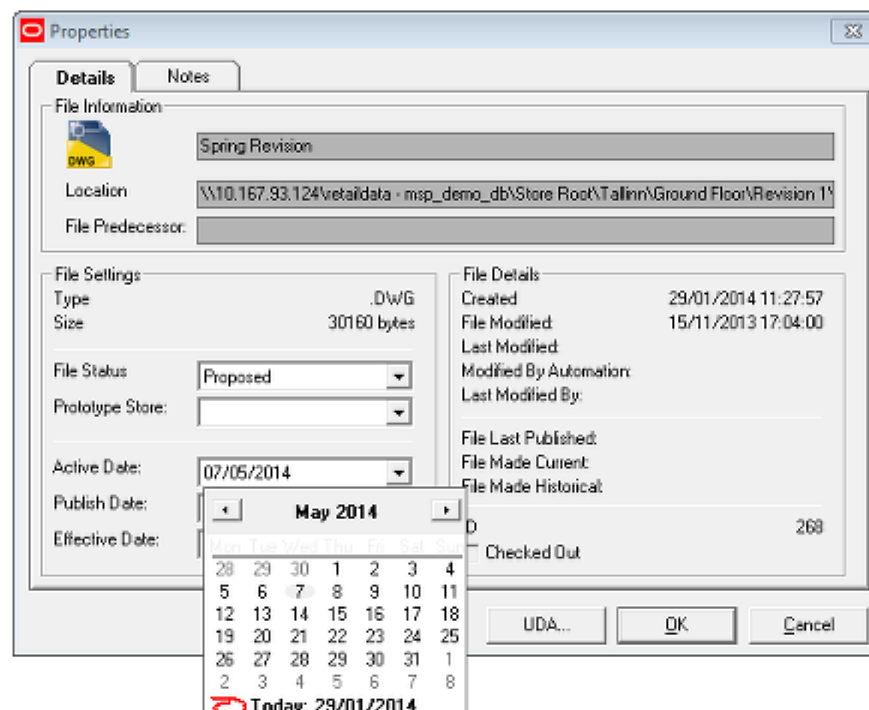 Properties
Details Notes
File Information
DWG
Spring Revision
Location \\10.167.93.124\retaildata - msp_demo_db\Store Root\Tallinn\Ground Floor\Revision 1\
File Predecessor:
File Settings
Type .DWG
Size 30160 bytes
File Status Proposed
Prototype Store:
Active Date: 07/05/2014
Publish Date:
Effective Date:
File Details
Created 29/01/2014 11:27:57
File Modified: 15/11/2013 17:04:00
Last Modified:
Modified By Automation:
Last Modified By:
File Last Published:
File Made Current:
File Made Historical:
268
Checked Out
May 2014
Mon Tue Wed Thu Fri Sat Sun
28 29 30 1 2 3 4
5 6 7 8 9 10 11
12 13 14 15 16 17 18
19 20 21 22 23 24 25
26 27 28 29 30 31 1
2 3 4 5 6 7 8
Today: 29/01/2014
UDA... OK Cancel